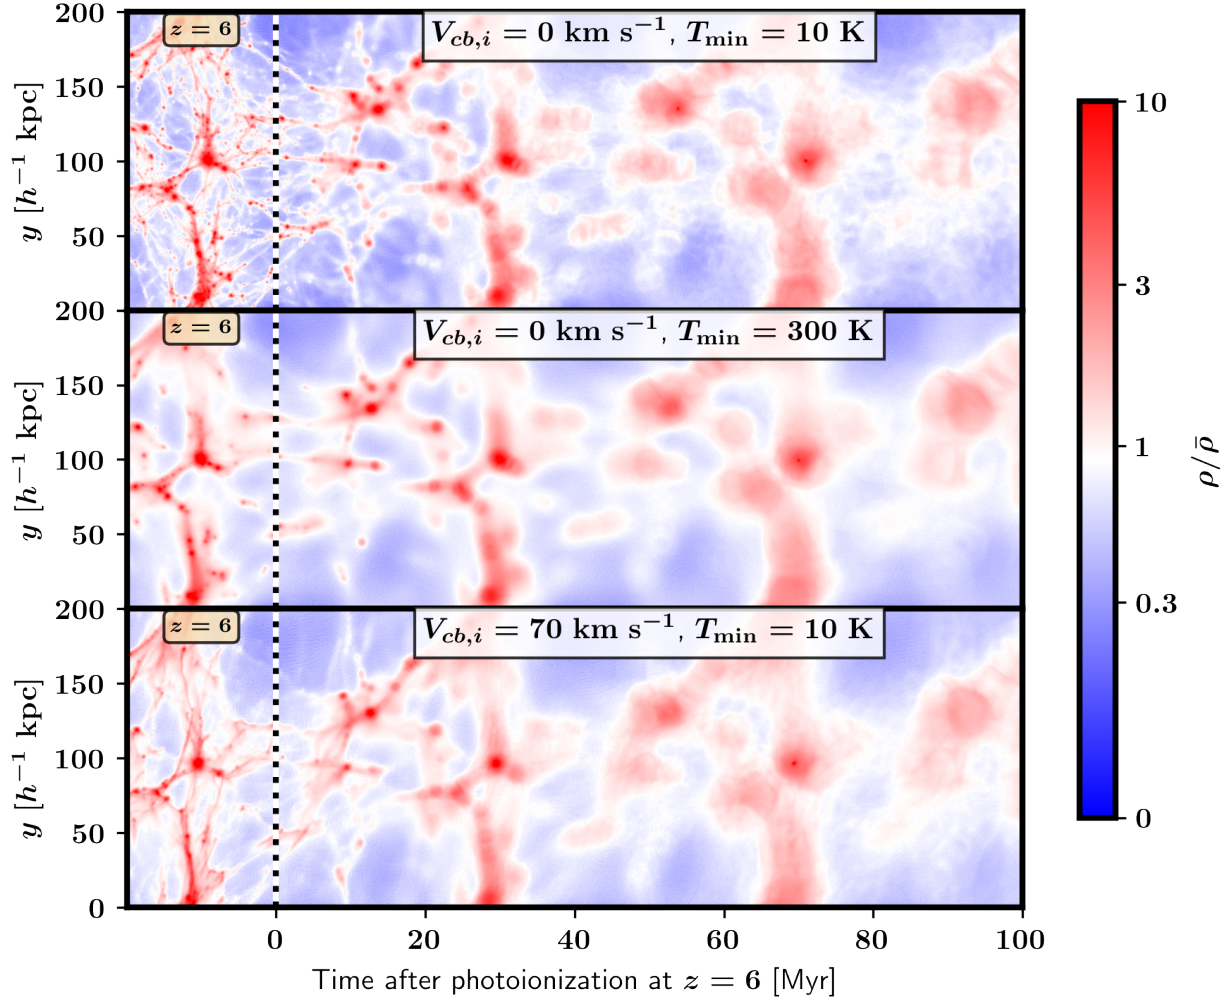 200
z = 6
V_{cb,i} = 0 km s^{−1}, T_{min} = 10 K
150
100
50
y [h^{−1} kpc]
200
z = 6
V_{cb,i} = 0 km s^{−1}, T_{min} = 300 K
150
100
50
y [h^{−1} kpc]
200
z = 6
V_{cb,i} = 70 km s^{−1}, T_{min} = 10 K
150
100
50
0
y [h^{−1} kpc]
0 20 40 60 80 100
Time after photoionization at z = 6 [Myr]
10
3
1
0.3
0
ρ/ρ̄